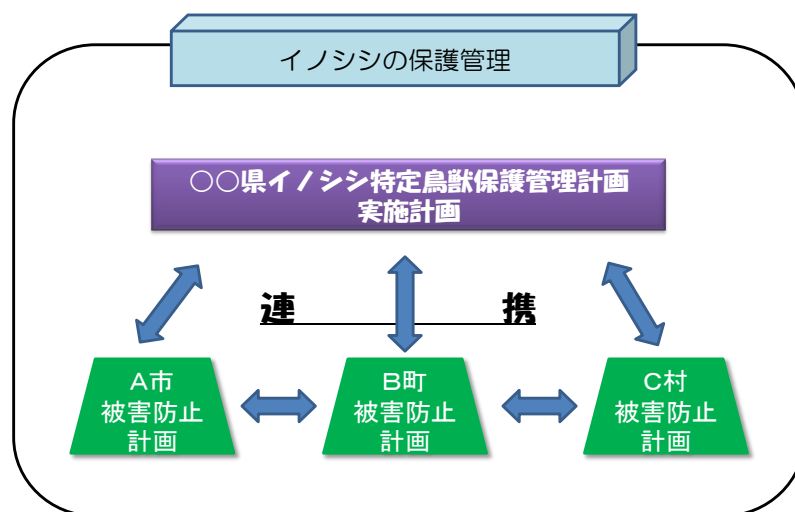 イノシシの保護管理
○○県イノシシ特定鳥獣保護管理計画
実施計画
連　携
A市
被害防止
計画
B町
被害防止
計画
C村
被害防止
計画